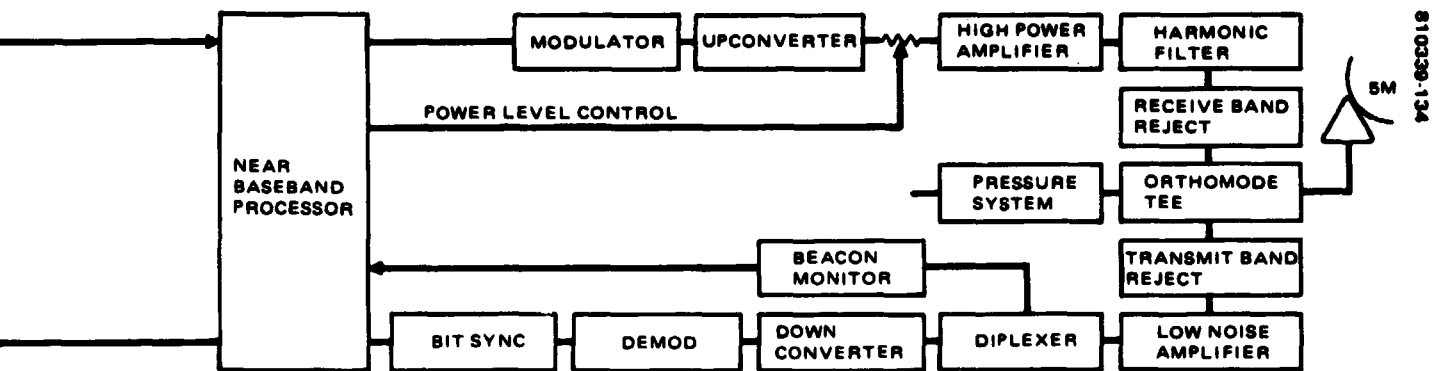 MODULATOR
UPCONVERTER
HIGH POWER
AMPLIFIER
HARMONIC
FILTER
5M
810339-134
POWER LEVEL CONTROL
RECEIVE BAND
REJECT
NEAR
BASEBAND
PROCESSOR
PRESSURE
SYSTEM
ORTHOMODE
TEE
BEACON
MONITOR
TRANSMIT BAND
REJECT
BIT SYNC
DEMOD
DOWN
CONVERTER
DIPLEXER
LOW NOISE
AMPLIFIER